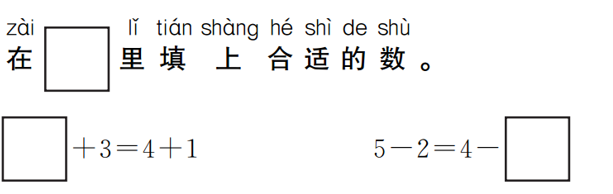 zài lǐ tián shàng hé shì de shù
在□里填上合适的数。
□+3=4+1 5-2=4-□